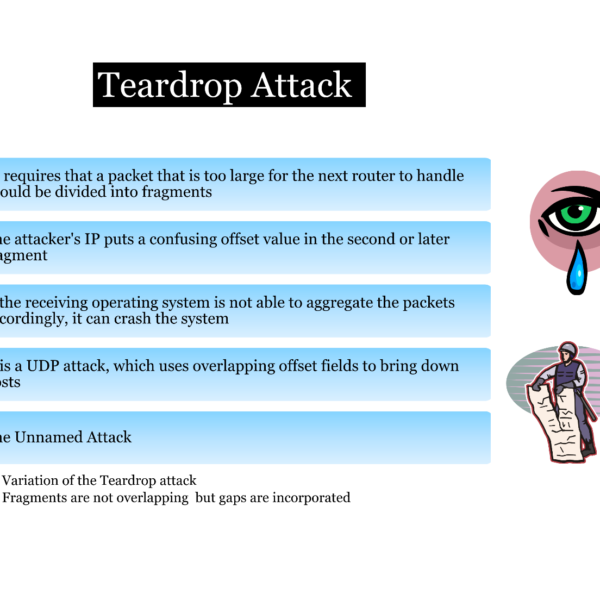 Teardrop Attack
requires that a packet that is too large for the next router to handle
ould be divided into fragments
e attacker's IP puts a confusing offset value in the second or later
agment
the receiving operating system is not able to aggregate the packets
cordingly, it can crash the system
is a UDP attack, which uses overlapping offset fields to bring down
osts
e Unnamed Attack
Variation of the Teardrop attack
Fragments are not overlapping but gaps are incorporated